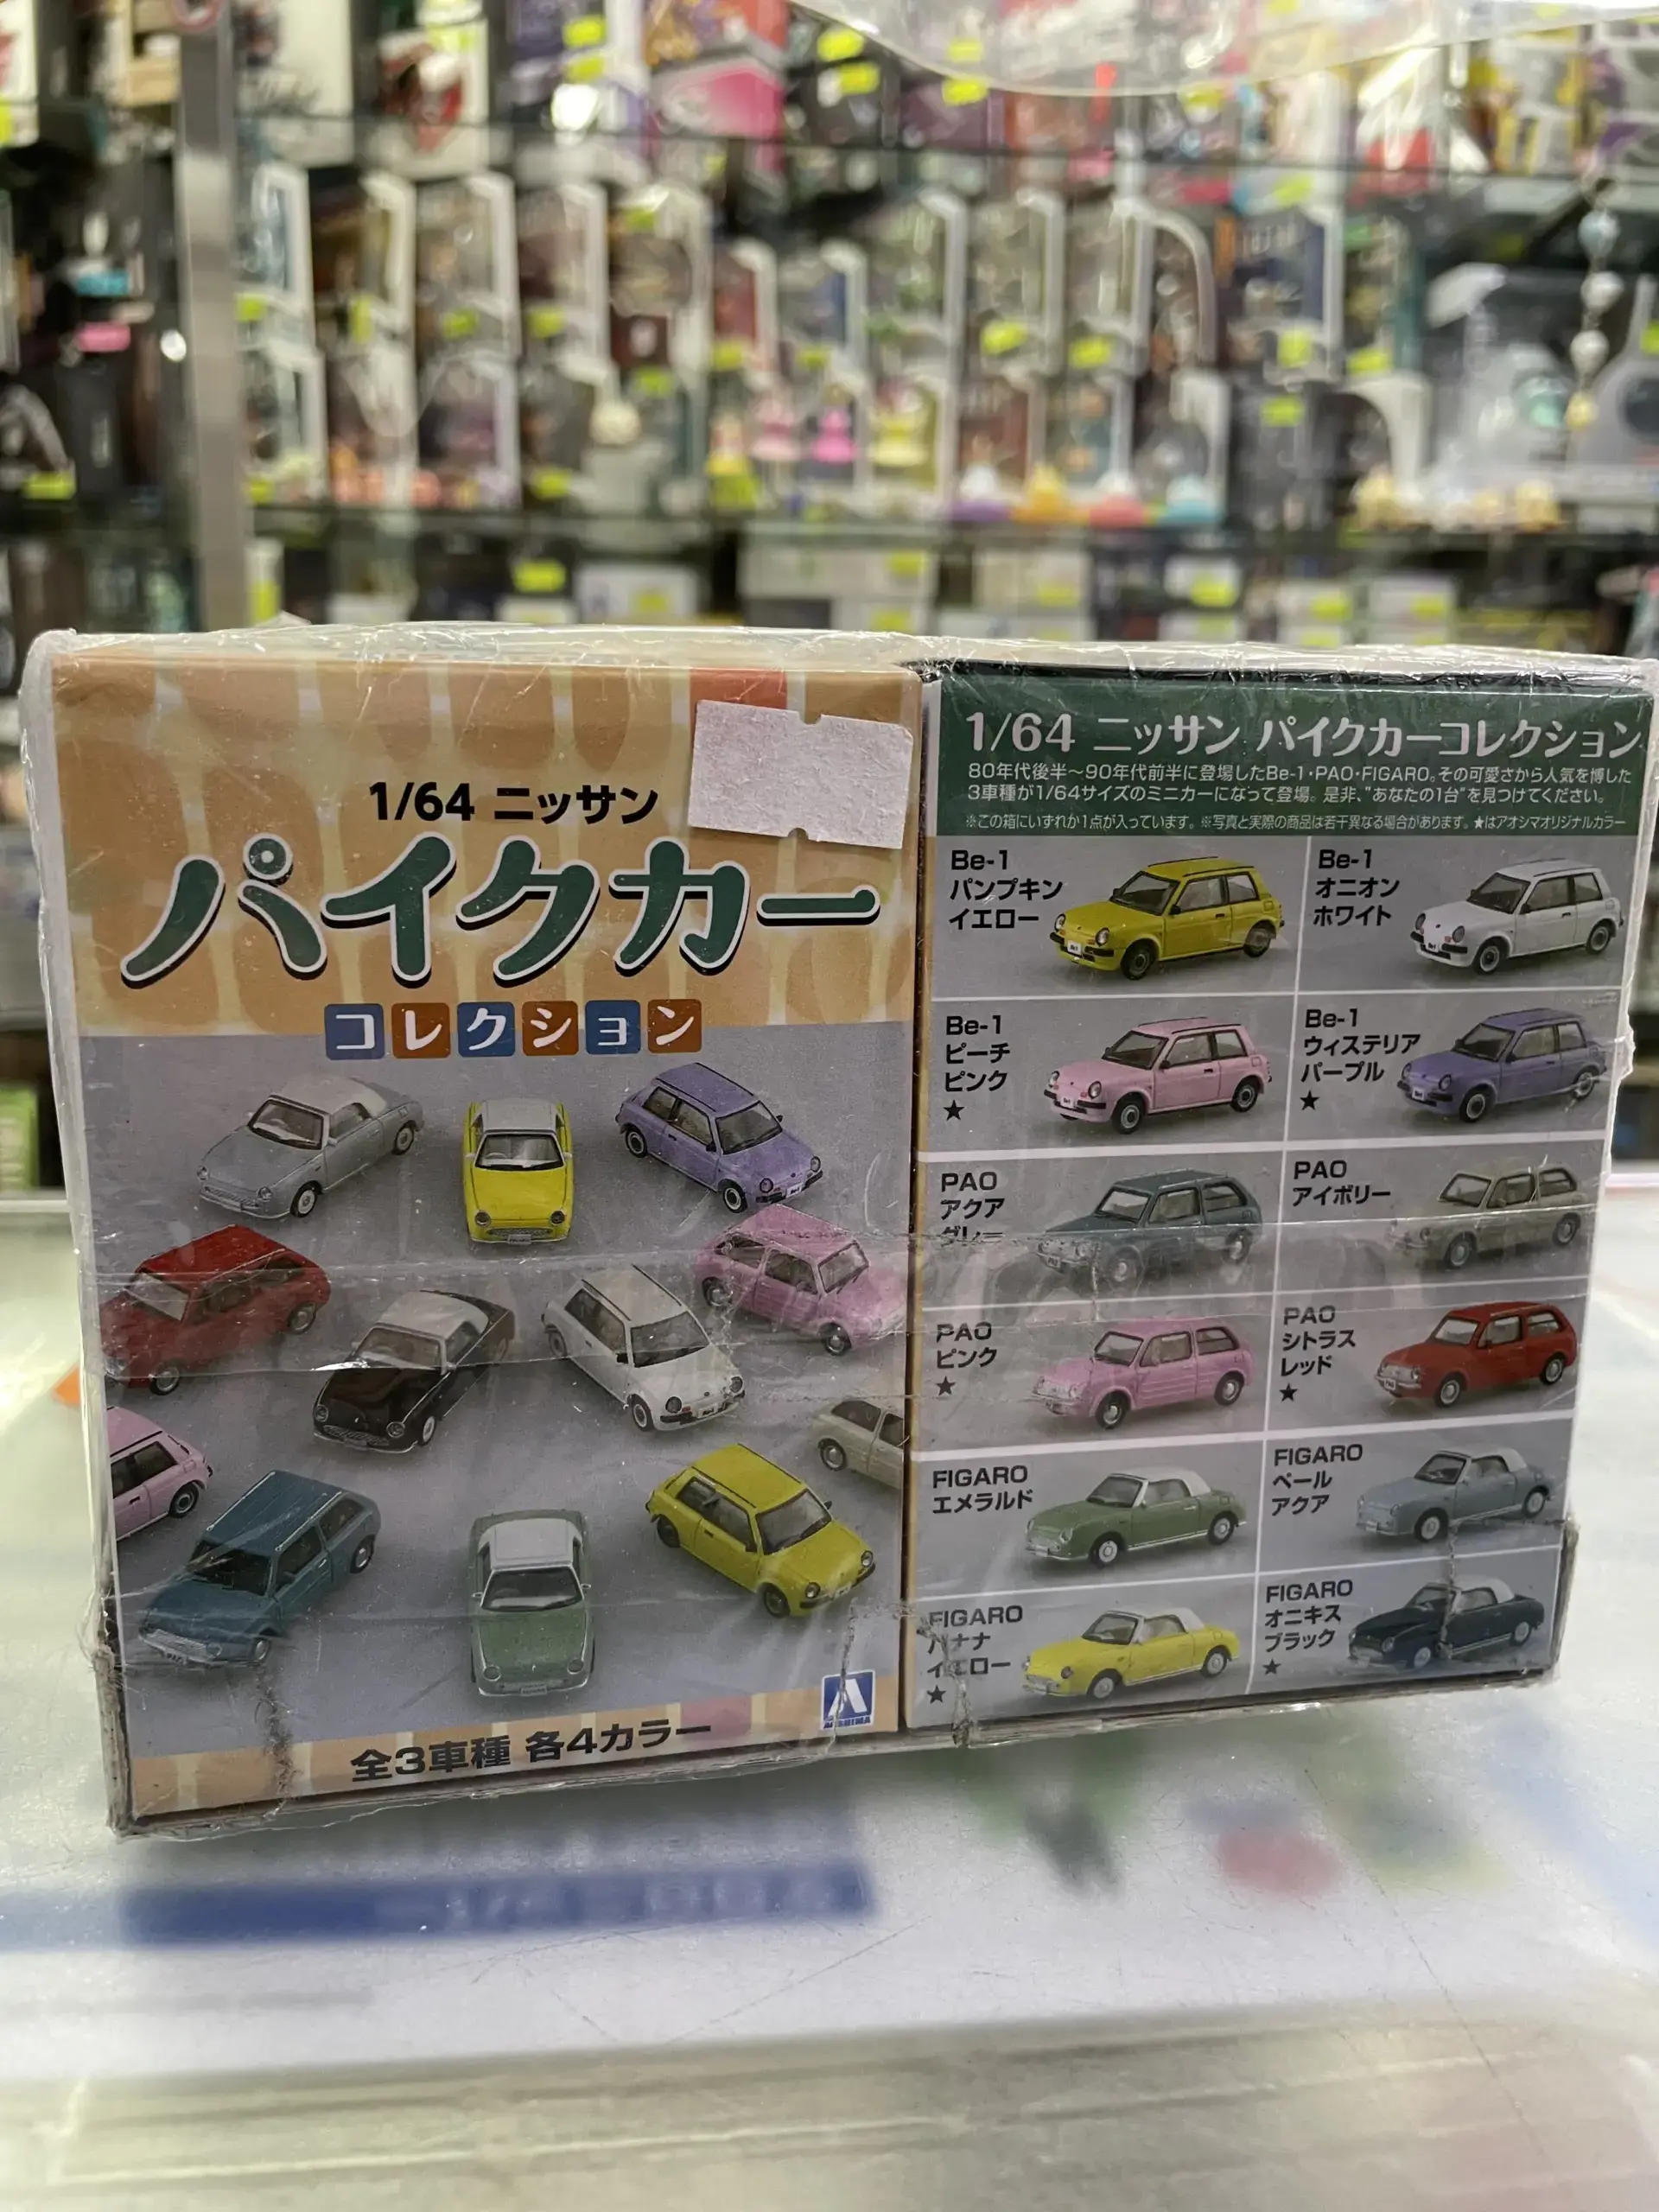 1/64 ニッサン
パイクカー
コレクション
全3車種 各4カラー
AOSHIMA
1/64 ニッサン パイクカーコレクション
80年代後半～90年代前半に登場したBe-1・PAO・FIGARO。その可愛さから人気を博した
3車種が1/64サイズのミニカーになって登場。是非、"あなたの1台"を見つけてください。
※この箱にいずれか1点が入っています。※写真と実際の商品は若干異なる場合があります。★はアオシマオリジナルカラー
Be-1
パンプキン
イエロー
Be-1
オニオン
ホワイト
Be-1
ピーチ
ピンク
★
Be-1
ウィステリア
パープル
★
PAO
アクア
グレー
PAO
アイボリー
PAO
ピンク
★
PAO
シトラス
レッド
★
FIGARO
エメラルド
FIGARO
ペール
アクア
FIGARO
バナナ
イエロー
★
FIGARO
オニキス
ブラック
★